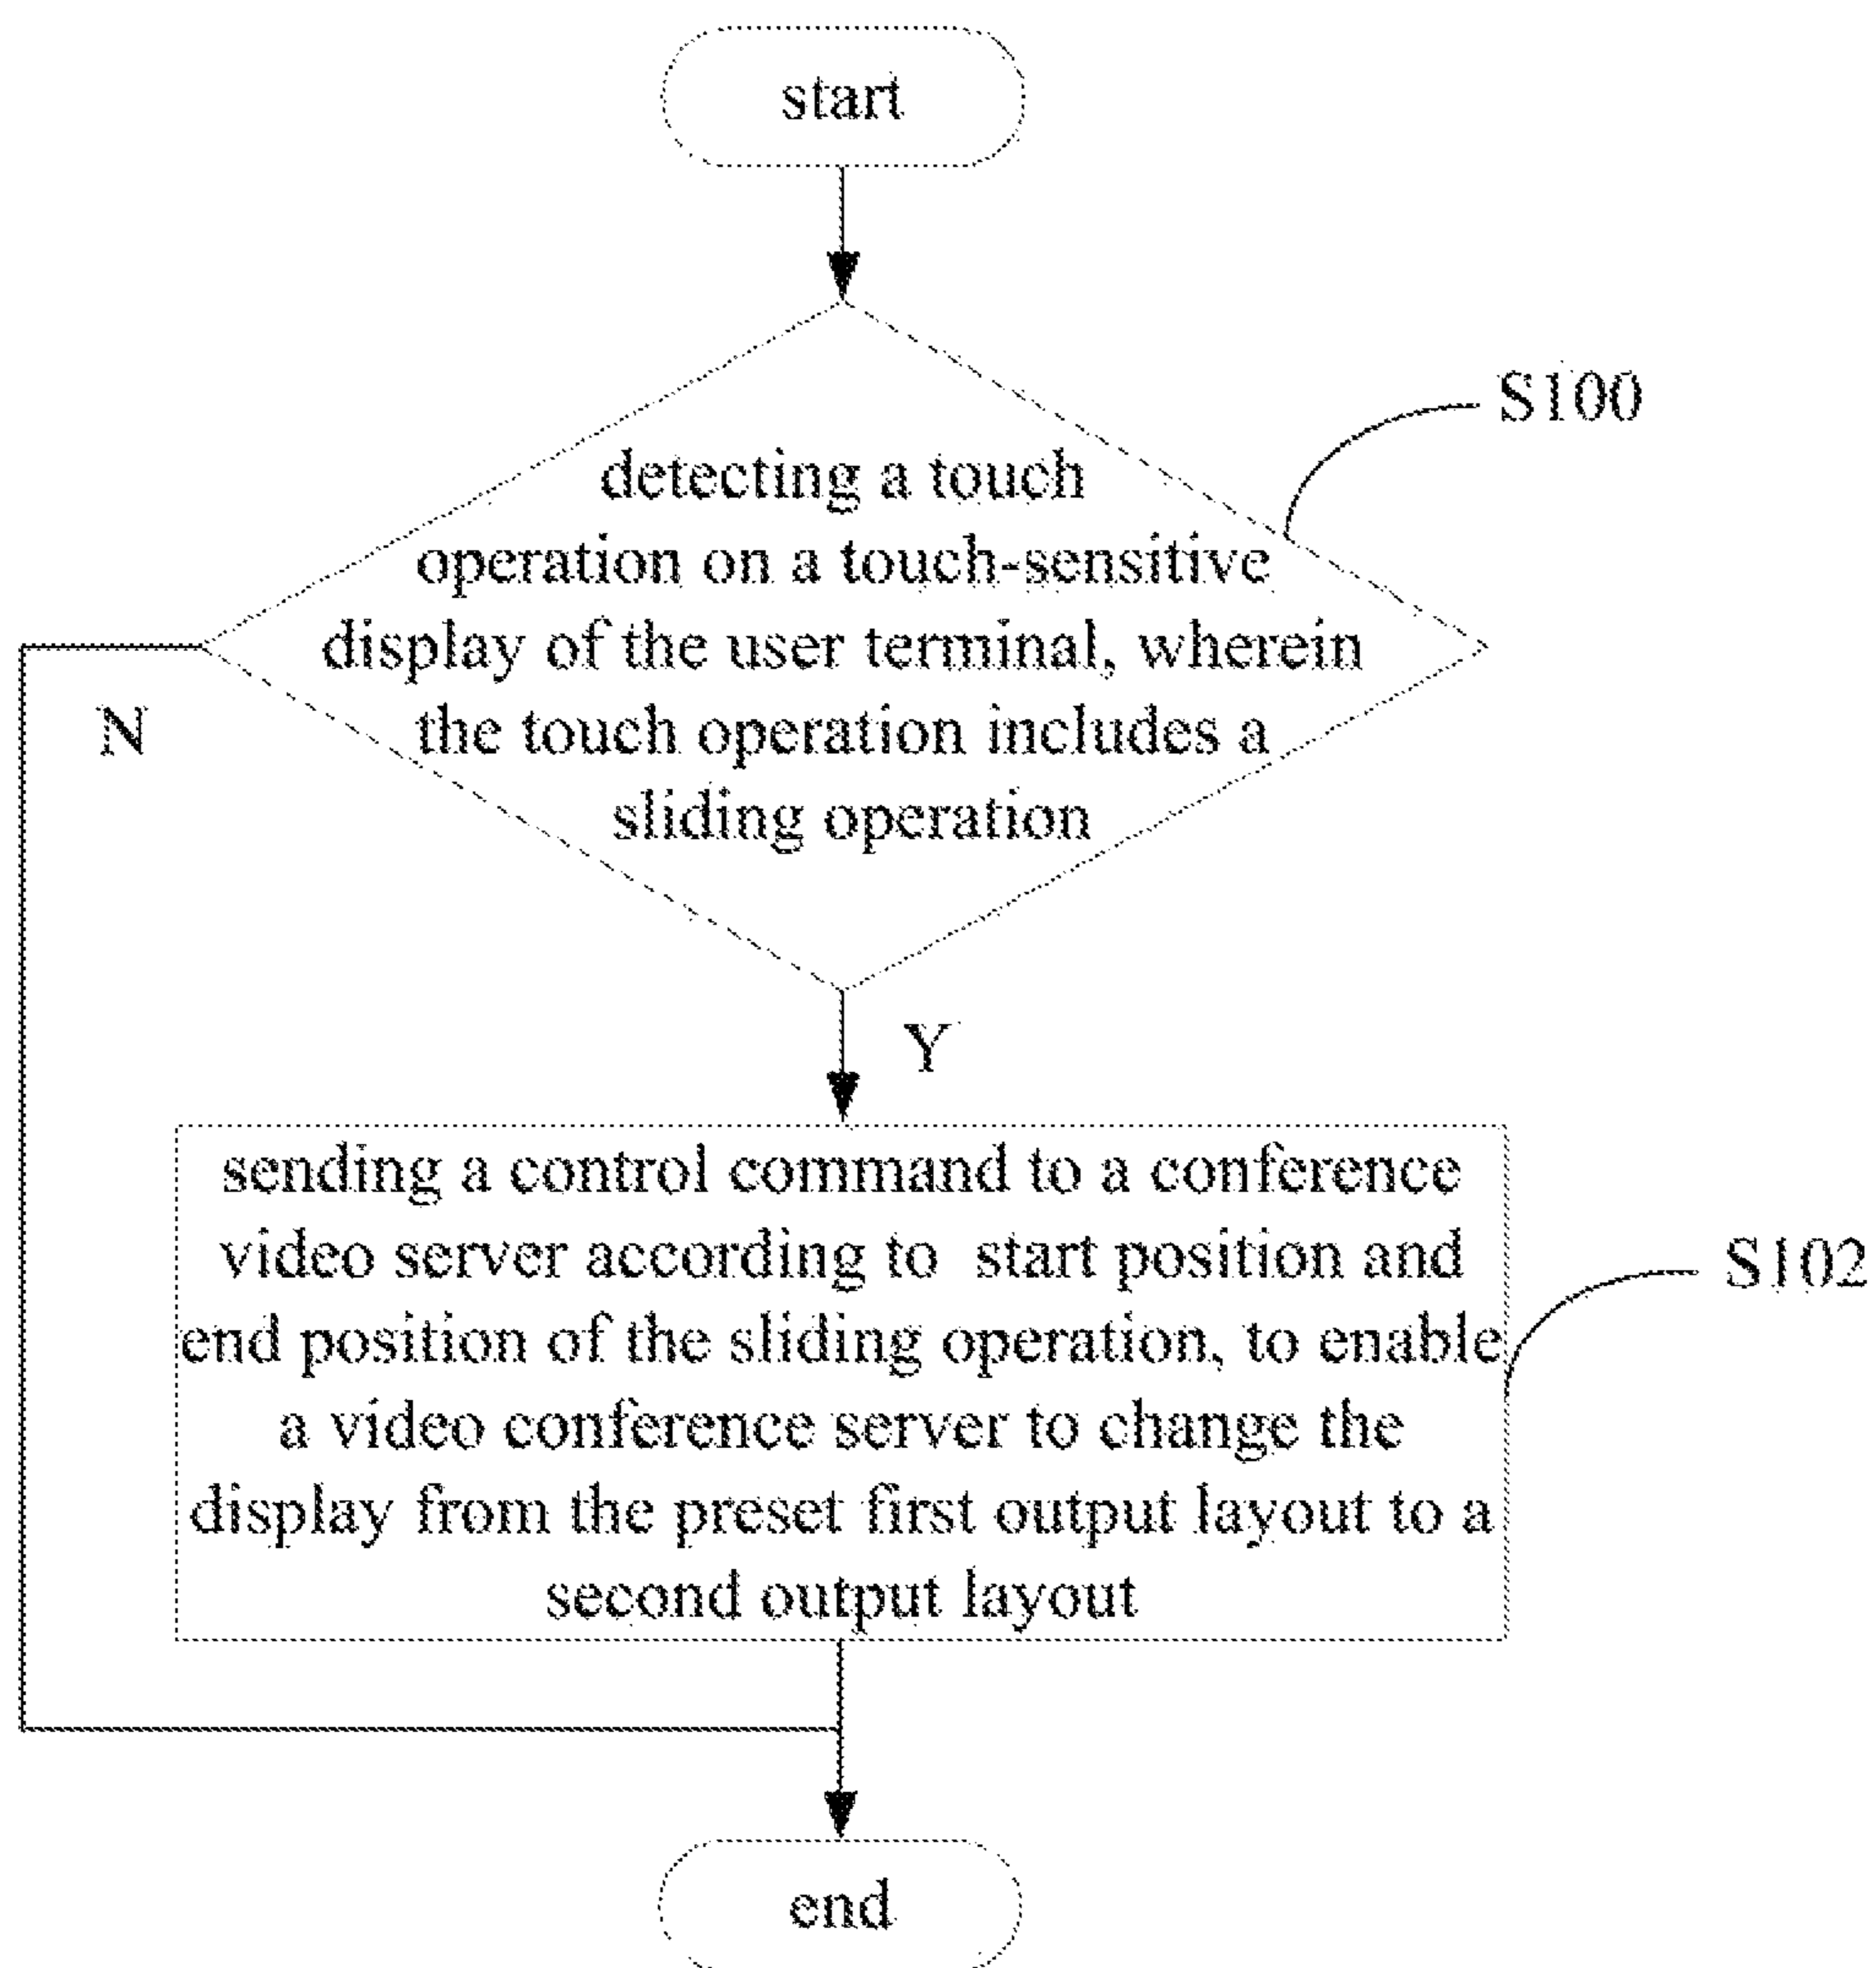 start
S100
detecting a touch
operation on a touch-sensitive
display of the user terminal, wherein
the touch operation includes a
sliding operation
N
Y
sending a control command to a conference
video server according to start position and
end position of the sliding operation, to enable
a video conference server to change the
display from the preset first output layout to a
second output layout
S102
end